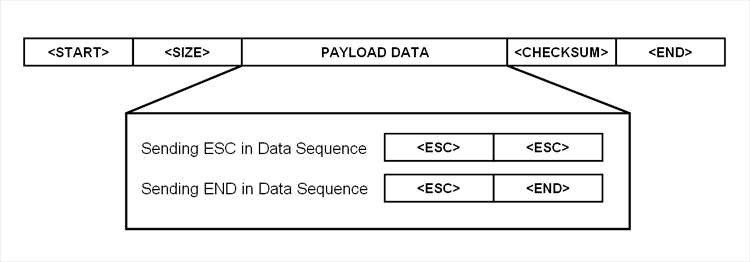 <START> <SIZE> PAYLOAD DATA <CHECKSUM> <END>
Sending ESC in Data Sequence <ESC> <ESC>
Sending END in Data Sequence <ESC> <END>